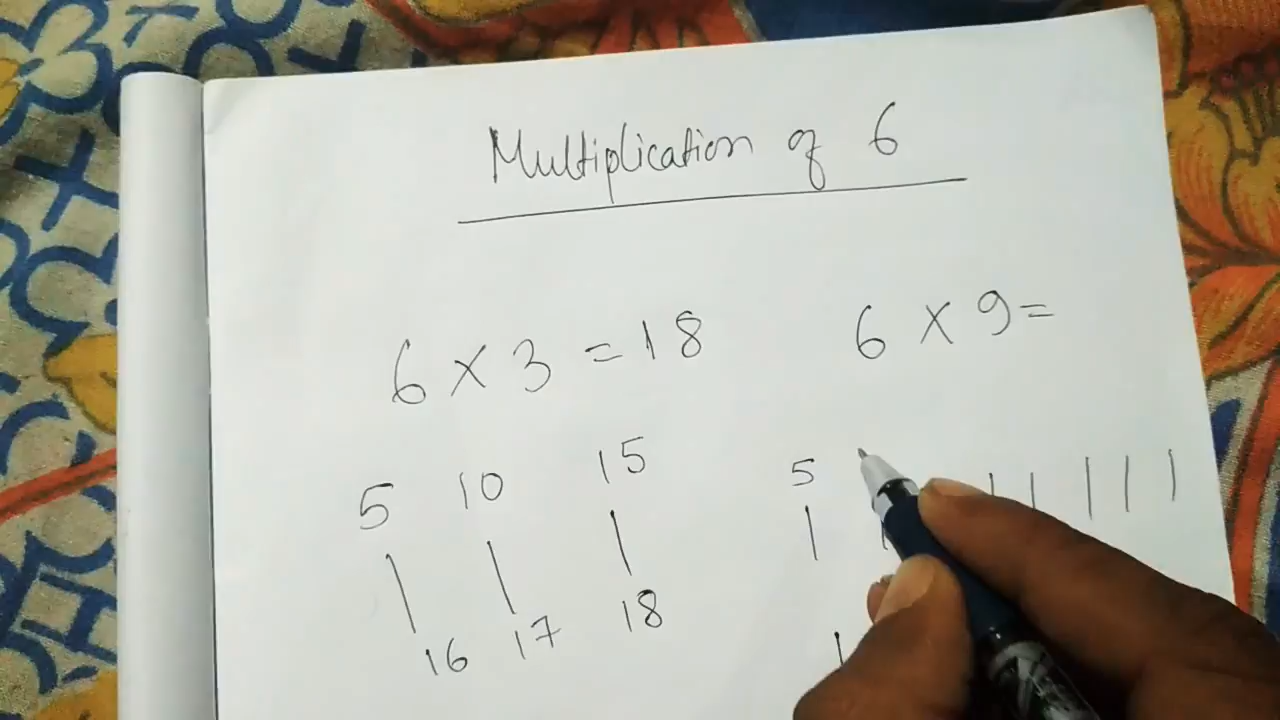 Multiplication of 6
6 x 3 = 18
6 x 9 =
5 10 15
16 17 18
5